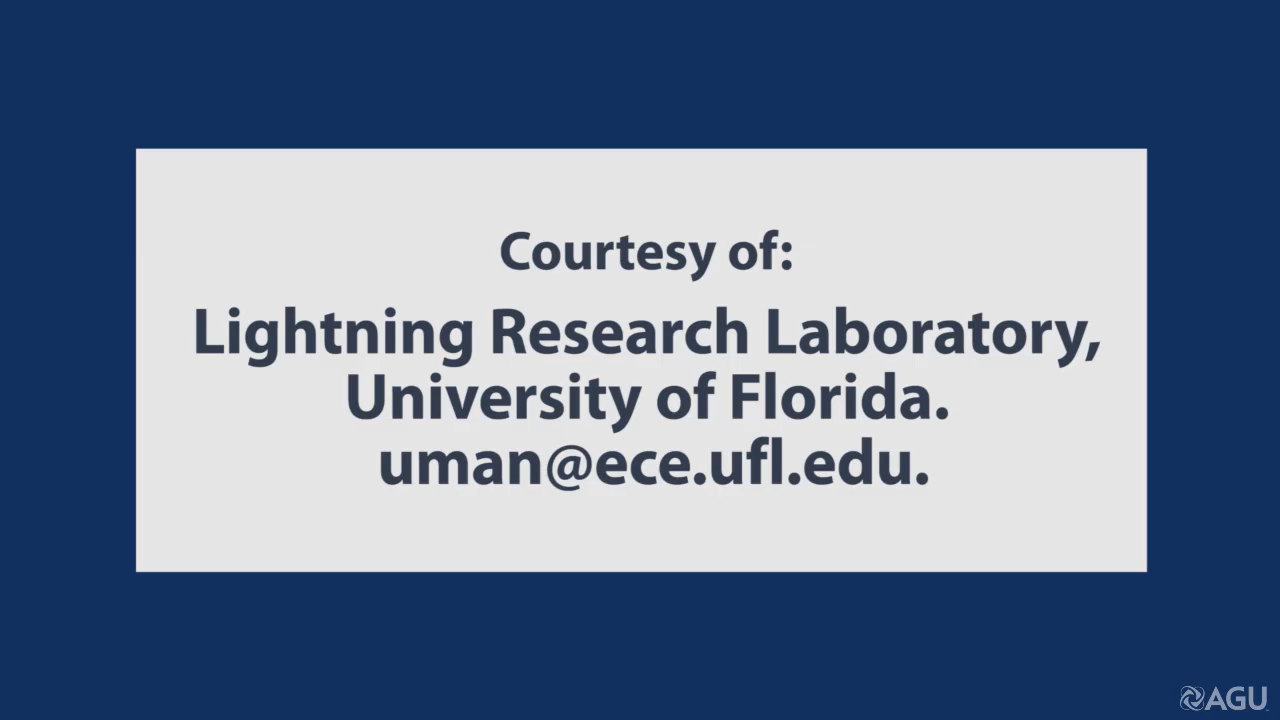 Courtesy of:
Lightning Research Laboratory,
University of Florida.
uman@ece.ufl.edu.
AGU